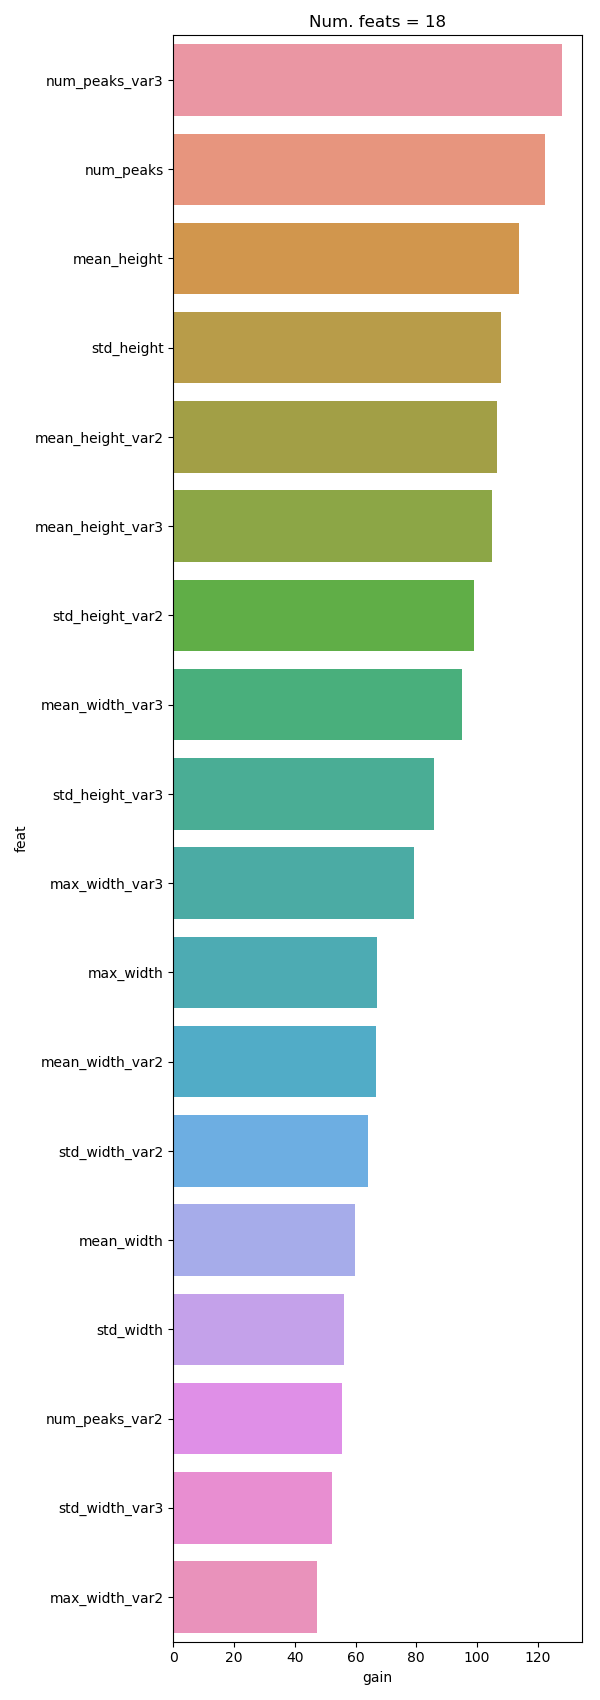 Num. feats = 18
num_peaks_var3
num_peaks
mean_height
std_height
mean_height_var2
mean_height_var3
std_height_var2
mean_width_var3
std_height_var3
feat
max_width_var3
max_width
mean_width_var2
std_width_var2
mean_width
std_width
num_peaks_var2
std_width_var3
max_width_var2
0 20 40 60 80 100 120
gain